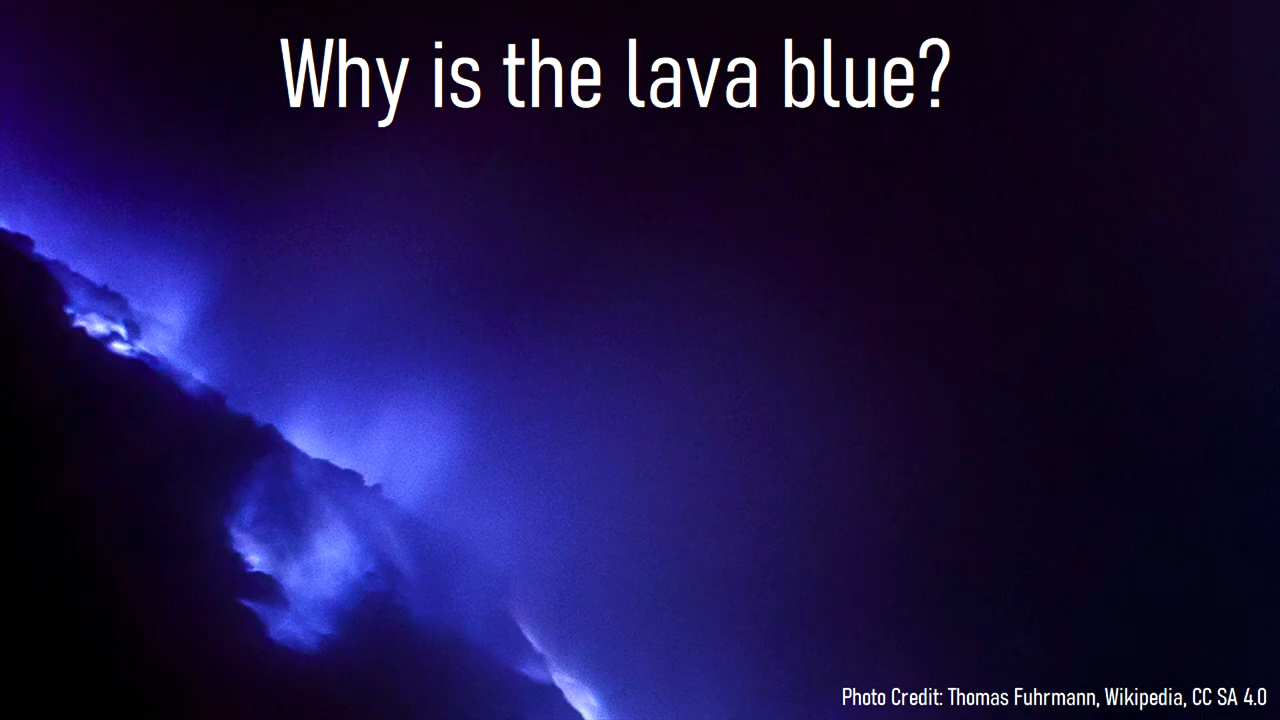 Why is the lava blue?
Photo Credit: Thomas Fuhrmann, Wikipedia, CC SA 4.0